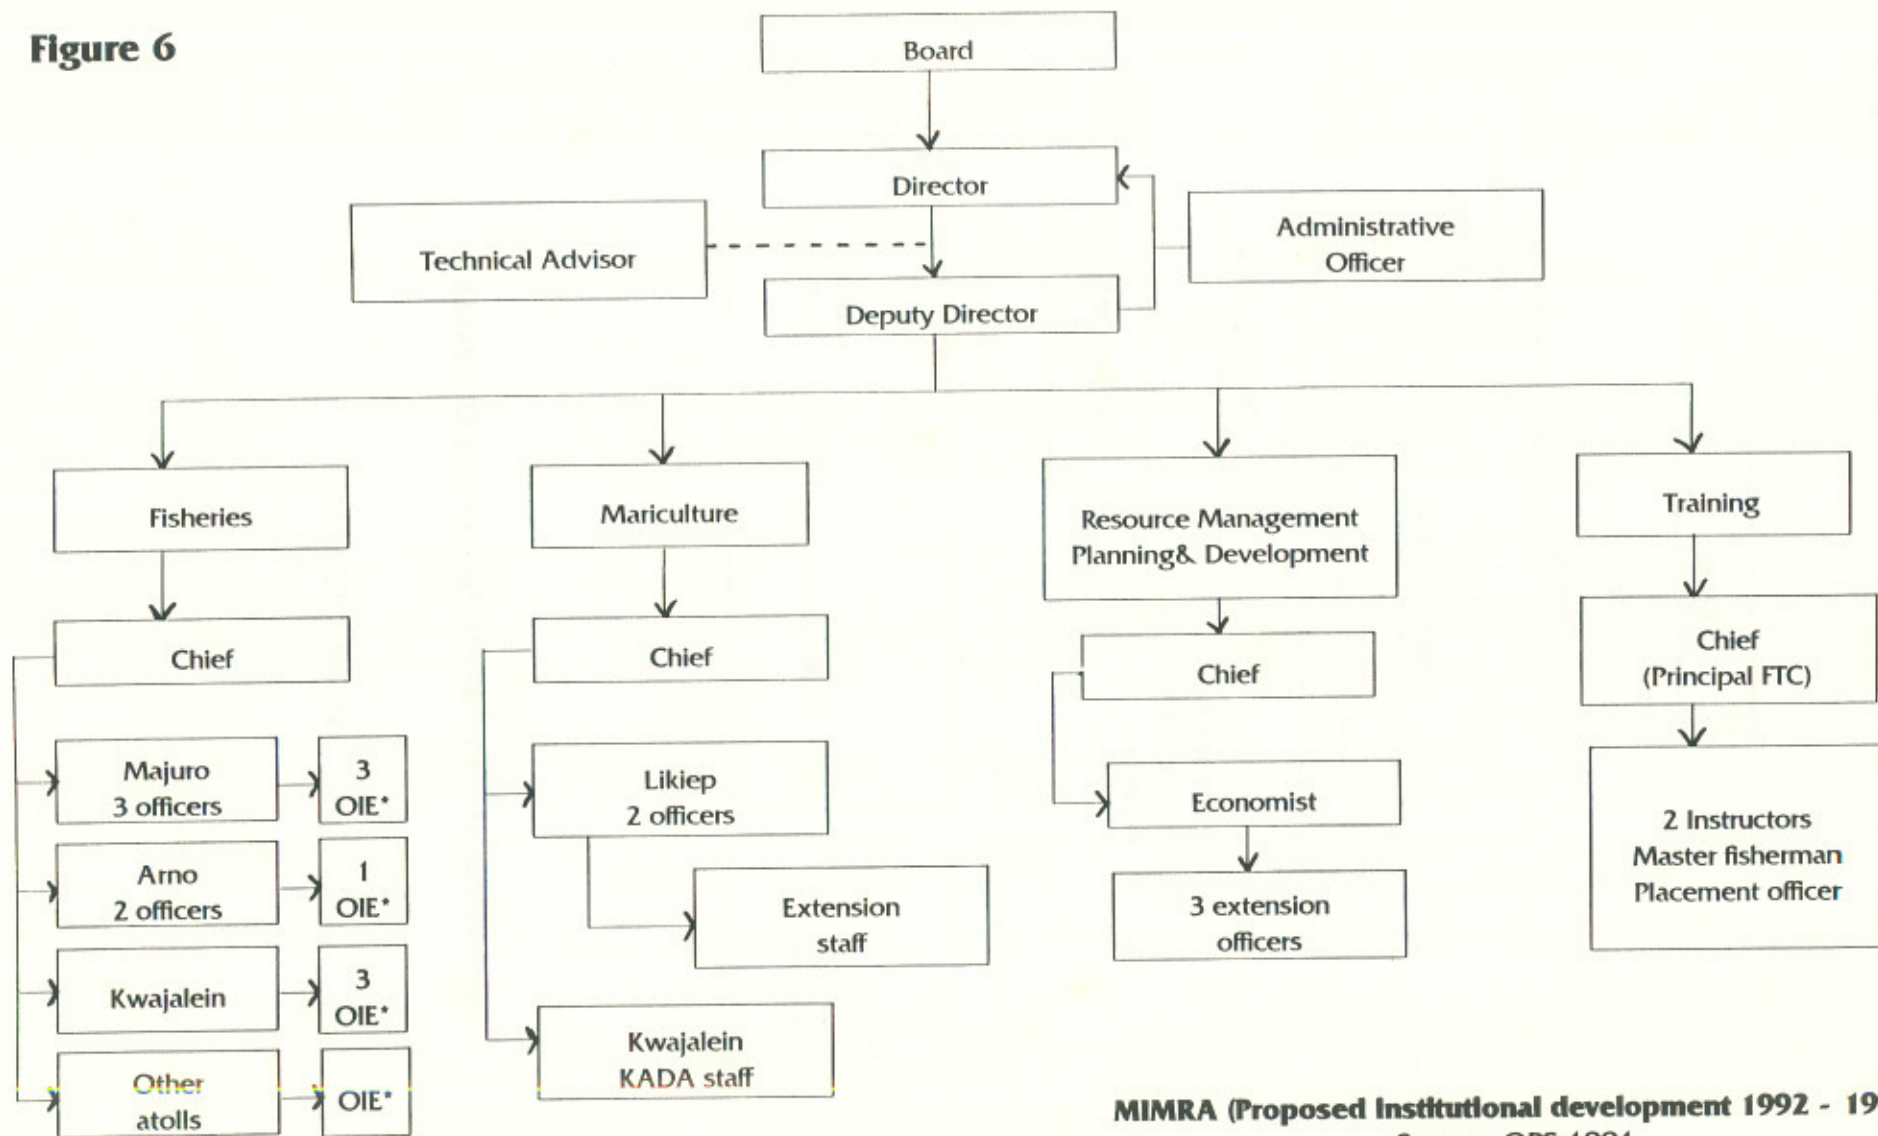 Figure 6
Board
Director
Technical Advisor
Administrative
Officer
Deputy Director
Fisheries
Mariculture
Resource Management
Planning& Development
Training
Chief
Chief
Chief
Chief
(Principal FTC)
Majuro
3 officers
3
OIE*
Arno
2 officers
1
OIE*
Kwajalein
3
OIE*
Other
atolls
OIE*
Likiep
2 officers
Extension
staff
Kwajalein
KADA staff
Economist
3 extension
officers
2 Instructors
Master fisherman
Placement officer
MIMRA (Proposed Institutional development 1992 - 19